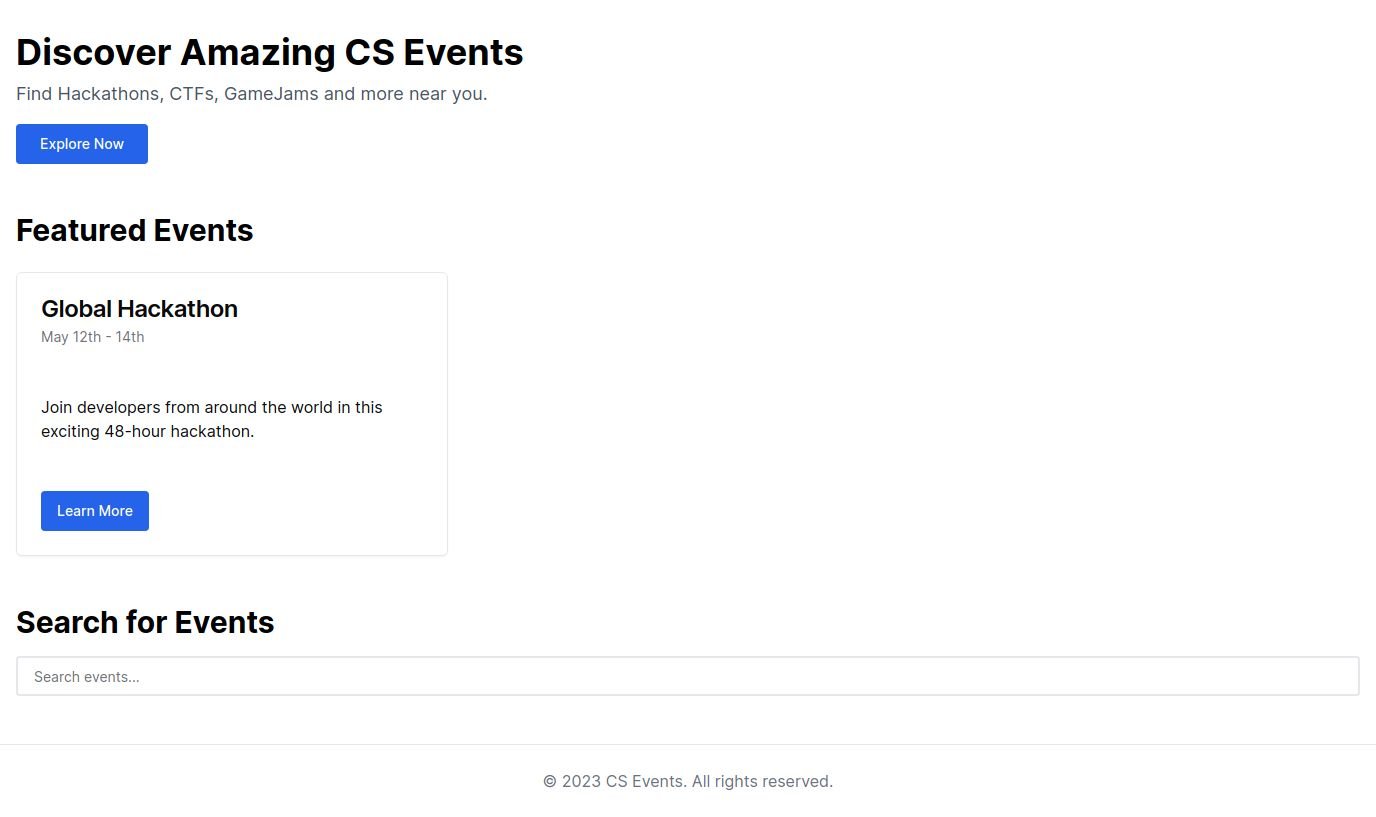 Discover Amazing CS Events
Find Hackathons, CTFs, GameJams and more near you.
Explore Now
Featured Events
Global Hackathon
May 12th - 14th
Join developers from around the world in this
exciting 48-hour hackathon.
Learn More
Search for Events
Search events...
© 2023 CS Events. All rights reserved.